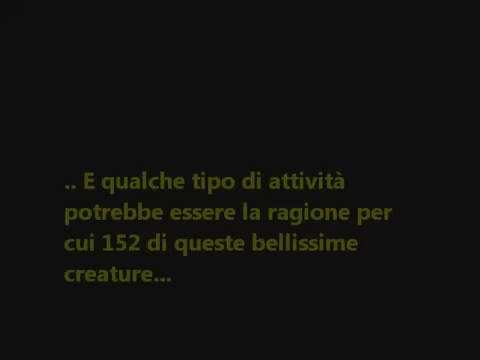 .. E qualche tipo di attività
potrebbe essere la ragione per
cui 152 di queste bellissime
creature...